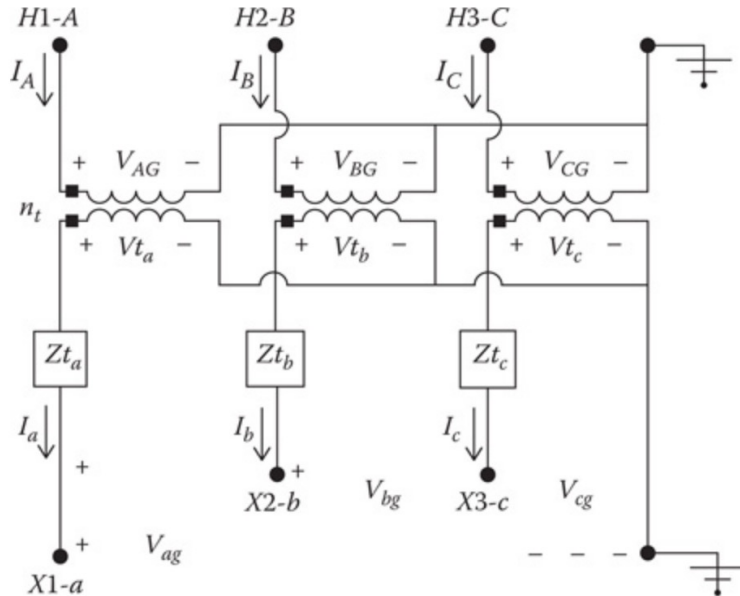 H1-A H2-B H3-C
I_A I_B I_C
+ V_AG − + V_BG − + V_CG −
n_t
+ Vt_a − + Vt_b − + Vt_c −
Zt_a Zt_b Zt_c
I_a I_b I_c
+ +
X2-b V_bg X3-c V_cg
+ V_ag − − −
X1-a